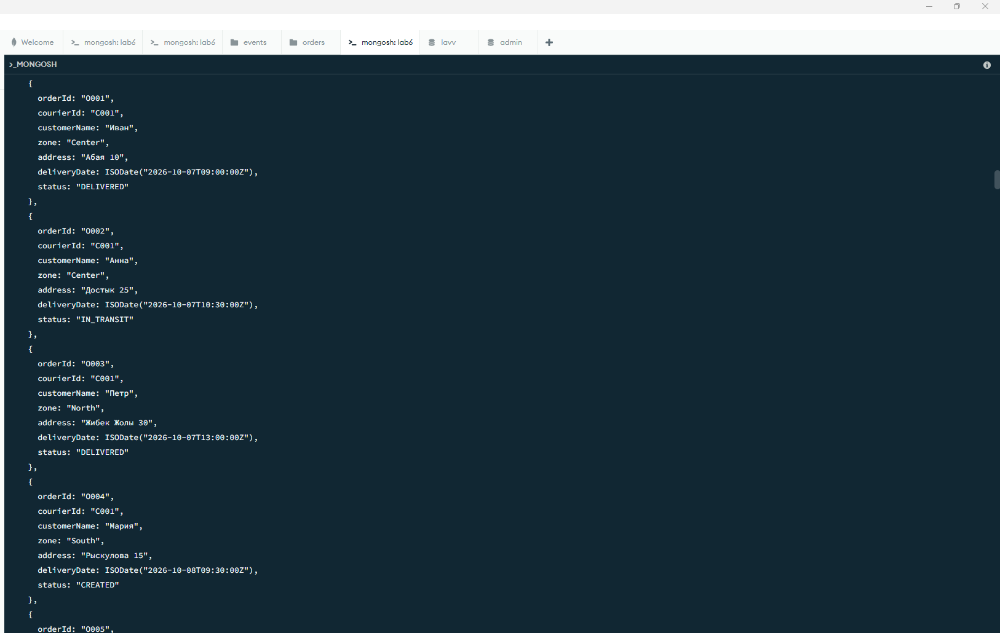 Welcome
>_ mongosh: lab6
>_ mongosh: lab6
events
orders
>_ mongosh: lab6
lavv
admin
>_MONGOSH
{
orderId: "O001",
courierId: "C001",
customerName: "Иван",
zone: "Center",
address: "Абая 10",
deliveryDate: ISODate("2026-10-07T09:00:00Z"),
status: "DELIVERED"
},
{
orderId: "O002",
courierId: "C001",
customerName: "Анна",
zone: "Center",
address: "Достык 25",
deliveryDate: ISODate("2026-10-07T10:30:00Z"),
status: "IN_TRANSIT"
},
{
orderId: "O003",
courierId: "C001",
customerName: "Петр",
zone: "North",
address: "Жибек Жолы 30",
deliveryDate: ISODate("2026-10-07T13:00:00Z"),
status: "DELIVERED"
},
{
orderId: "O004",
courierId: "C001",
customerName: "Мария",
zone: "South",
address: "Рыскулова 15",
deliveryDate: ISODate("2026-10-08T09:30:00Z"),
status: "CREATED"
},
{
orderId: "O005",